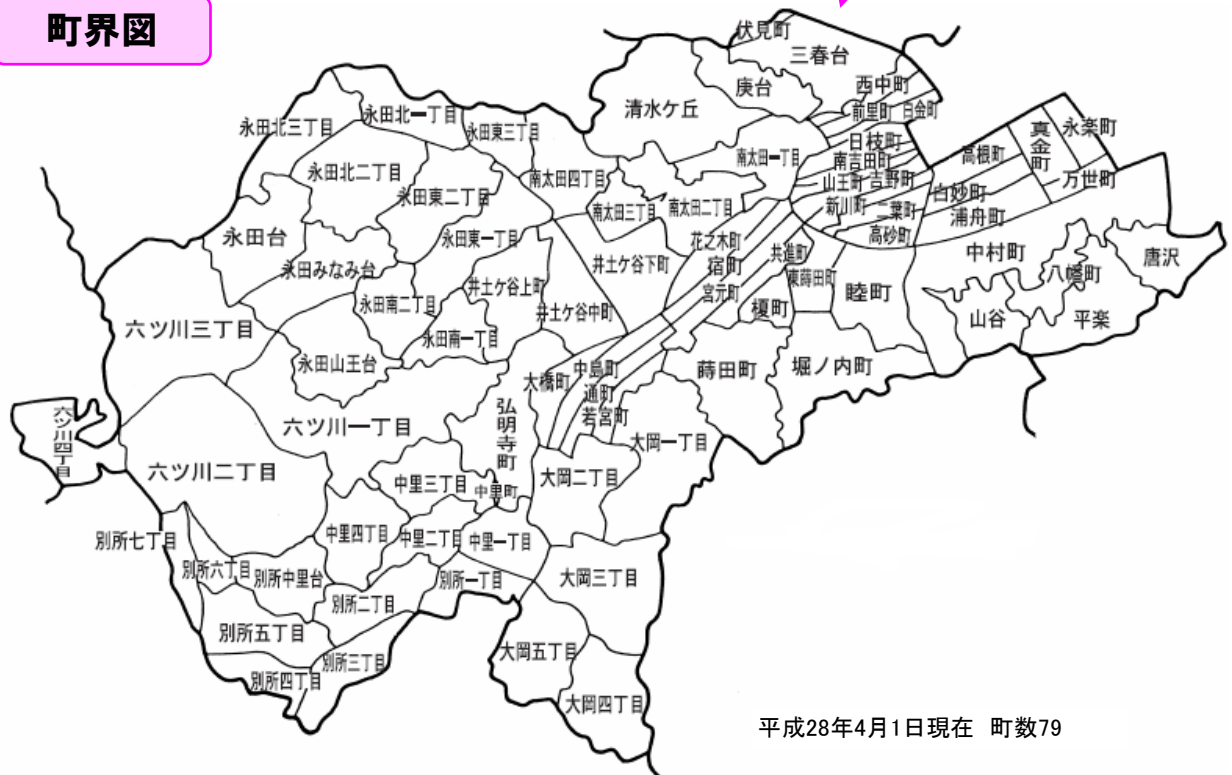 町界図
伏見町
三春台
庚台
西中町
清水ケ丘
前里町
白金町
永田北一丁目
永田北三丁目
永田東三丁目
日枝町
真金町
永楽町
南太田一丁目
南吉田町
高根町
永田北二丁目
南太田四丁目
山王町
吉野町
万世町
永田東二丁目
白妙町
新川町
二葉町
南太田三丁目
南太田二丁目
浦舟町
永田台
永田東一丁目
花之木町
高砂町
中村町
唐沢
永田みなみ台
井土ケ谷下町
宿町
共進町
八幡町
井土ケ谷上町
東蒔田町
宮元町
睦町
永田南二丁目
井土ケ谷中町
榎町
山谷
平楽
六ツ川三丁目
永田南一丁目
永田山王台
中島町
蒔田町
堀ノ内町
大橋町
通町
若宮町
弘明寺町
六ツ川一丁目
六ツ川四丁目
大岡一丁目
六ツ川二丁目
中里三丁目
中里町
大岡二丁目
別所七丁目
中里四丁目
中里二丁目
中里一丁目
別所六丁目
別所中里台
別所一丁目
大岡三丁目
別所二丁目
別所五丁目
別所三丁目
大岡五丁目
別所四丁目
大岡四丁目
平成28年4月1日現在 町数79